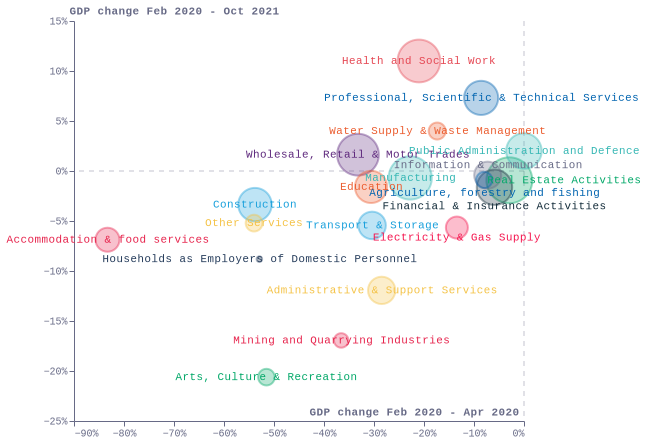 GDP change Feb 2020 - Oct 2021
15%
10%
Health and Social Work
Professional, Scientific & Technical Services
5%
Water Supply & Waste Management
Public Administration and Defence
Wholesale, Retail & Motor Trades
Information & Communication
0%
Manufacturing
Real Estate Activities
Education
Agriculture, forestry and fishing
Construction
Financial & Insurance Activities
−5%
Other Services
Transport & Storage
Accommodation & food services
Electricity & Gas Supply
Households as Employers of Domestic Personnel
−10%
Administrative & Support Services
−15%
Mining and Quarrying Industries
−20%
Arts, Culture & Recreation
GDP change Feb 2020 - Apr 2020
−25%
−90% −80% −70% −60% −50% −40% −30% −20% −10% 0%